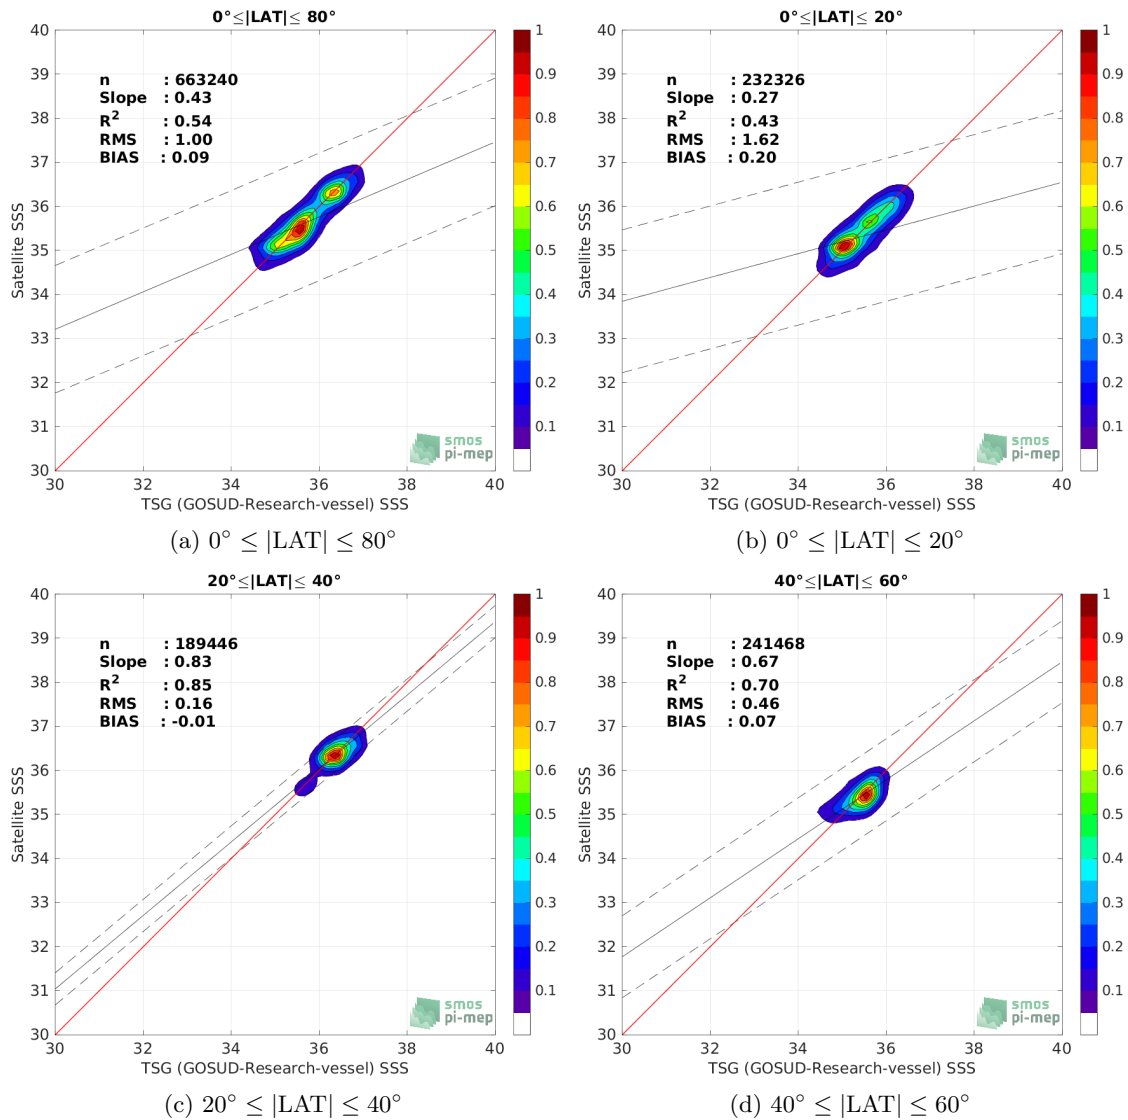 0°≤|LAT|≤ 80°
n : 663240
Slope : 0.43
R² : 0.54
RMS : 1.00
BIAS : 0.09
Satellite SSS
40
39
38
37
36
35
34
33
32
31
30
30 32 34 36 38 40
TSG (GOSUD-Research-vessel) SSS
1
0.9
0.8
0.7
0.6
0.5
0.4
0.3
0.2
0.1
smos
pi-mep
(a) 0° ≤ |LAT| ≤ 80°
0°≤|LAT|≤ 20°
n : 232326
Slope : 0.27
R² : 0.43
RMS : 1.62
BIAS : 0.20
Satellite SSS
40
39
38
37
36
35
34
33
32
31
30
30 32 34 36 38 40
TSG (GOSUD-Research-vessel) SSS
1
0.9
0.8
0.7
0.6
0.5
0.4
0.3
0.2
0.1
smos
pi-mep
(b) 0° ≤ |LAT| ≤ 20°
20°≤|LAT|≤ 40°
n : 189446
Slope : 0.83
R² : 0.85
RMS : 0.16
BIAS : -0.01
Satellite SSS
40
39
38
37
36
35
34
33
32
31
30
30 32 34 36 38 40
TSG (GOSUD-Research-vessel) SSS
1
0.9
0.8
0.7
0.6
0.5
0.4
0.3
0.2
0.1
smos
pi-mep
(c) 20° ≤ |LAT| ≤ 40°
40°≤|LAT|≤ 60°
n : 241468
Slope : 0.67
R² : 0.70
RMS : 0.46
BIAS : 0.07
Satellite SSS
40
39
38
37
36
35
34
33
32
31
30
30 32 34 36 38 40
TSG (GOSUD-Research-vessel) SSS
1
0.9
0.8
0.7
0.6
0.5
0.4
0.3
0.2
0.1
smos
pi-mep
(d) 40° ≤ |LAT| ≤ 60°